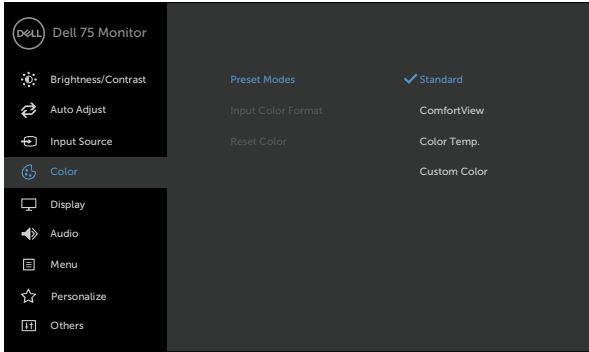 DELL Dell 75 Monitor
Brightness/Contrast Preset Modes Standard
Auto Adjust Input Color Format ComfortView
Input Source Reset Color Color Temp.
Color Custom Color
Display
Audio
Menu
Personalize
Others